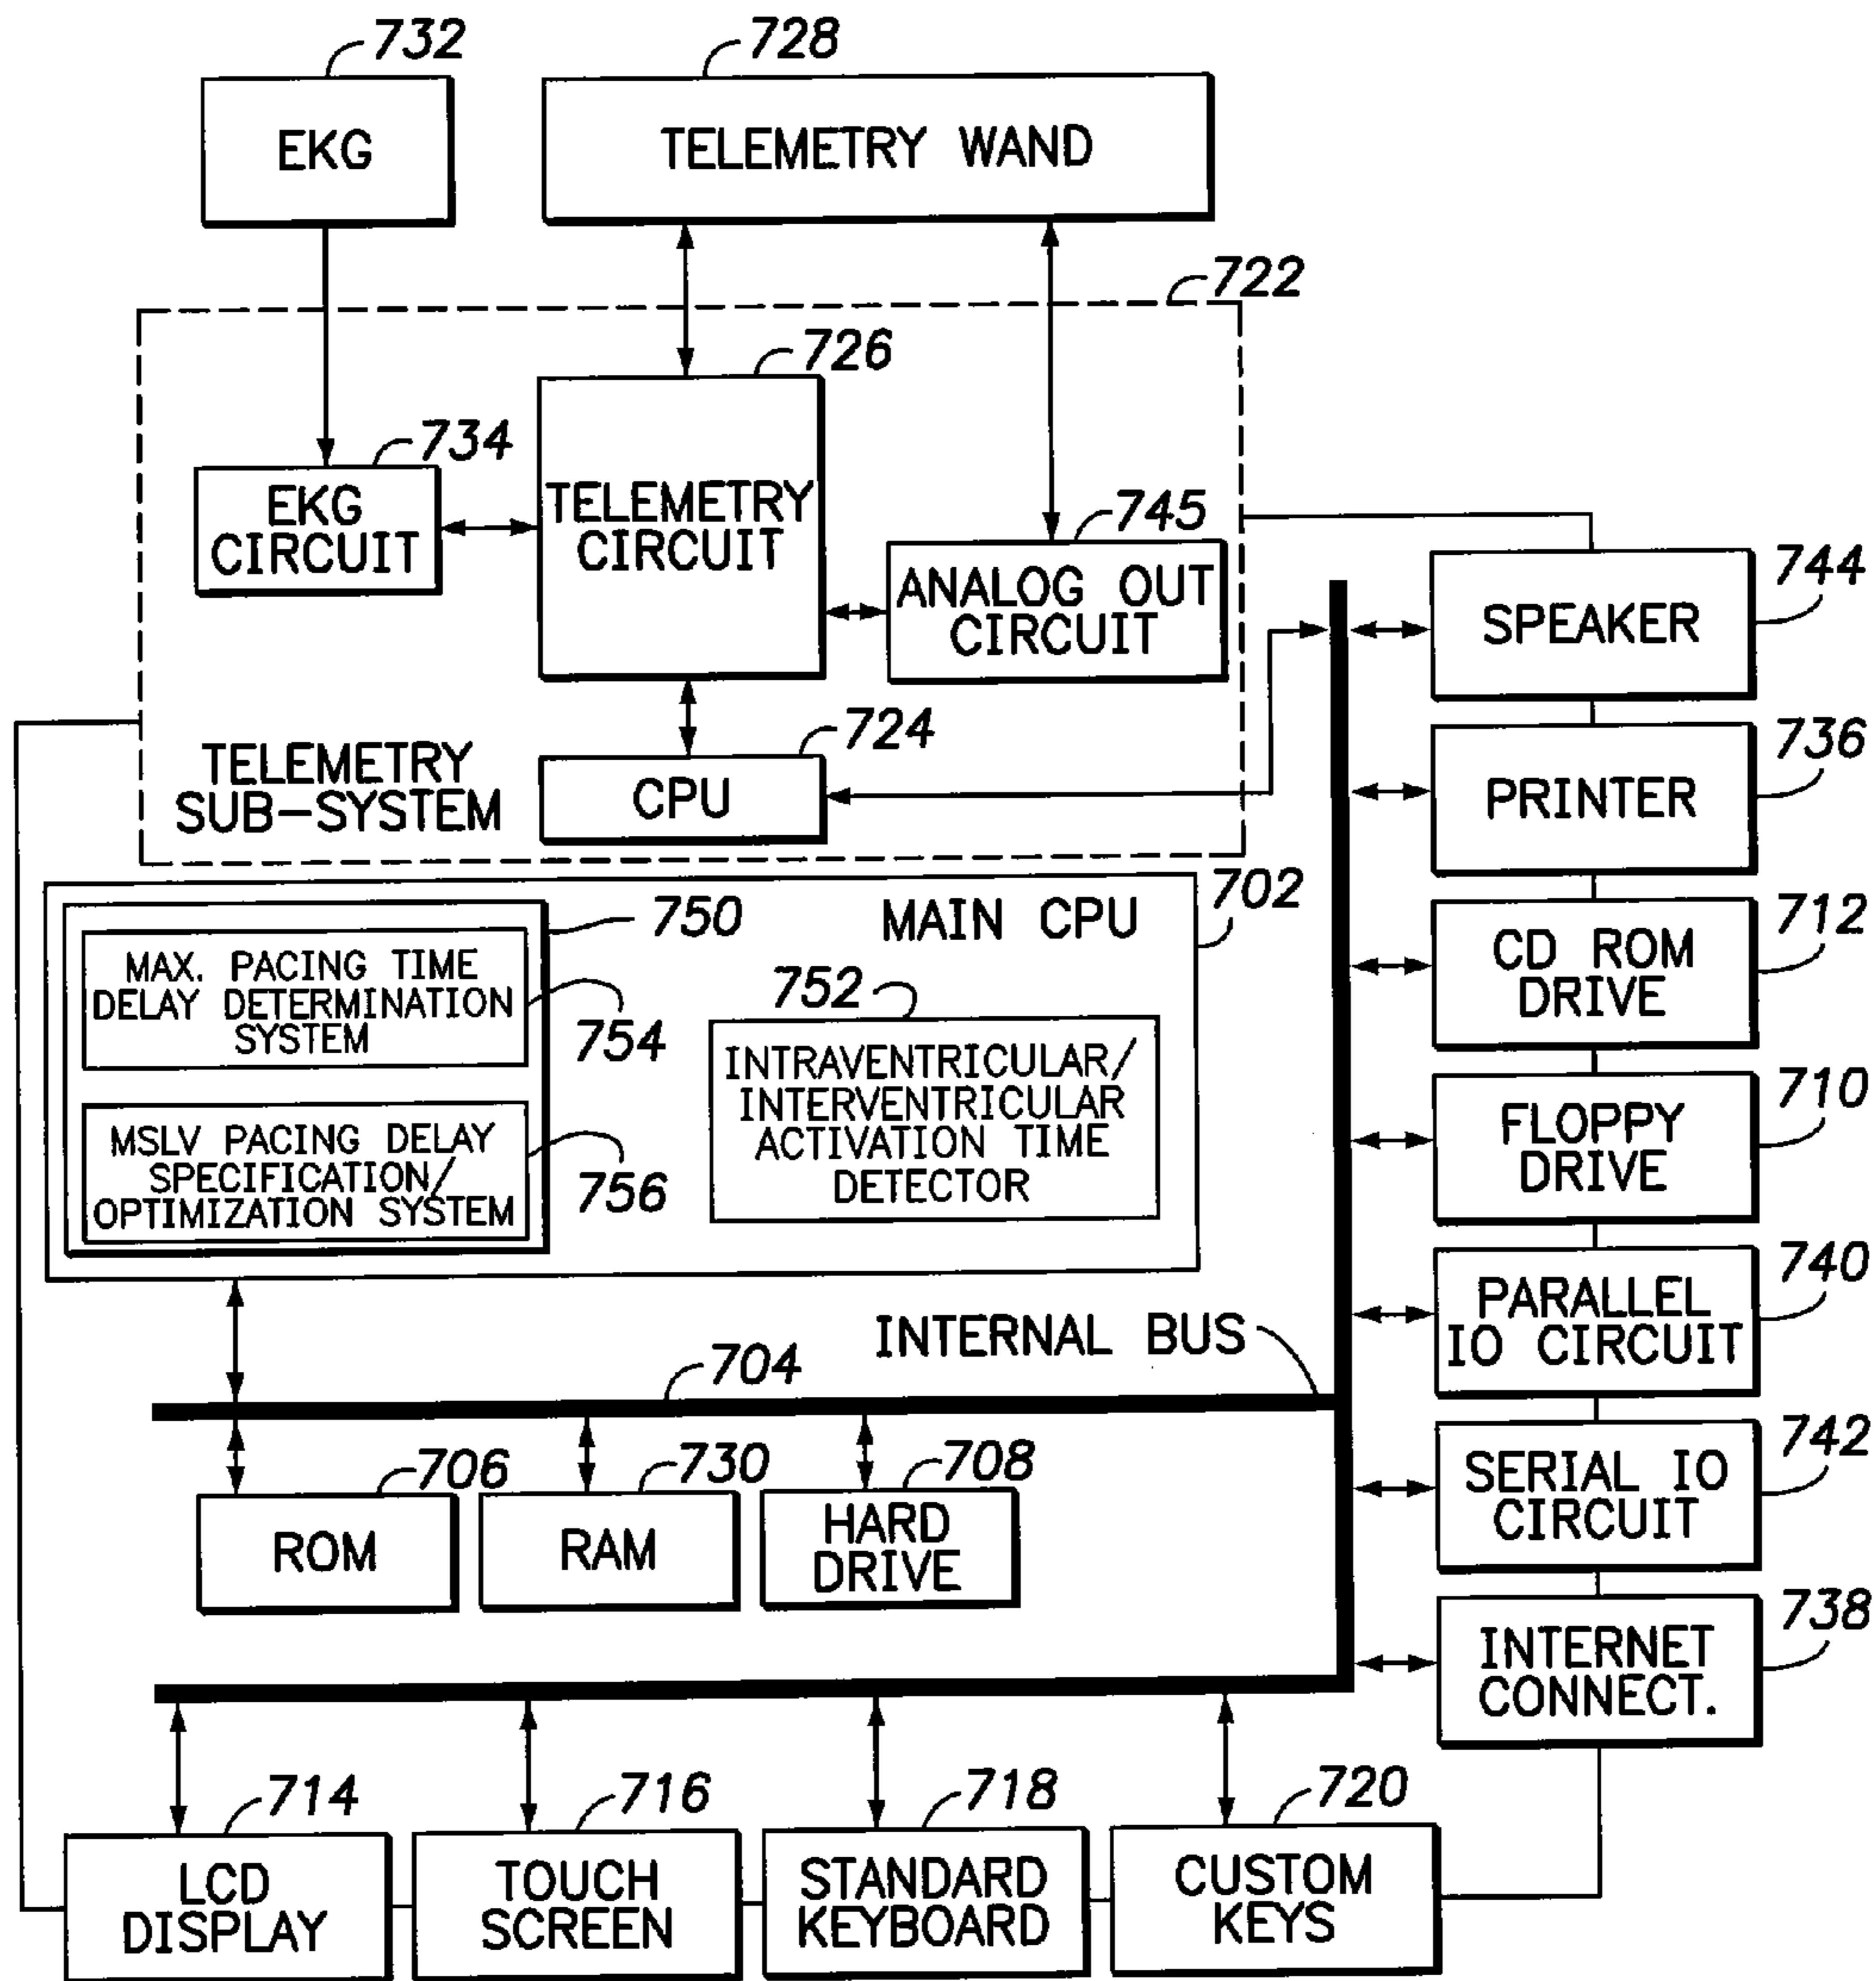 732
728
EKG
TELEMETRY WAND
722
726
734
EKG
CIRCUIT
TELEMETRY
CIRCUIT
745
ANALOG OUT
CIRCUIT
724
CPU
TELEMETRY
SUB-SYSTEM
744
SPEAKER
736
PRINTER
712
CD ROM
DRIVE
710
FLOPPY
DRIVE
740
PARALLEL
IO CIRCUIT
742
SERIAL IO
CIRCUIT
738
INTERNET
CONNECT.
702
MAIN CPU
750
MAX. PACING TIME
DELAY DETERMINATION
SYSTEM
754
MSLV PACING DELAY
SPECIFICATION/
OPTIMIZATION SYSTEM
756
752
INTRAVENTRICULAR/
INTERVENTRICULAR
ACTIVATION TIME
DETECTOR
INTERNAL BUS
704
706
ROM
730
RAM
708
HARD
DRIVE
714
LCD
DISPLAY
716
TOUCH
SCREEN
718
STANDARD
KEYBOARD
720
CUSTOM
KEYS